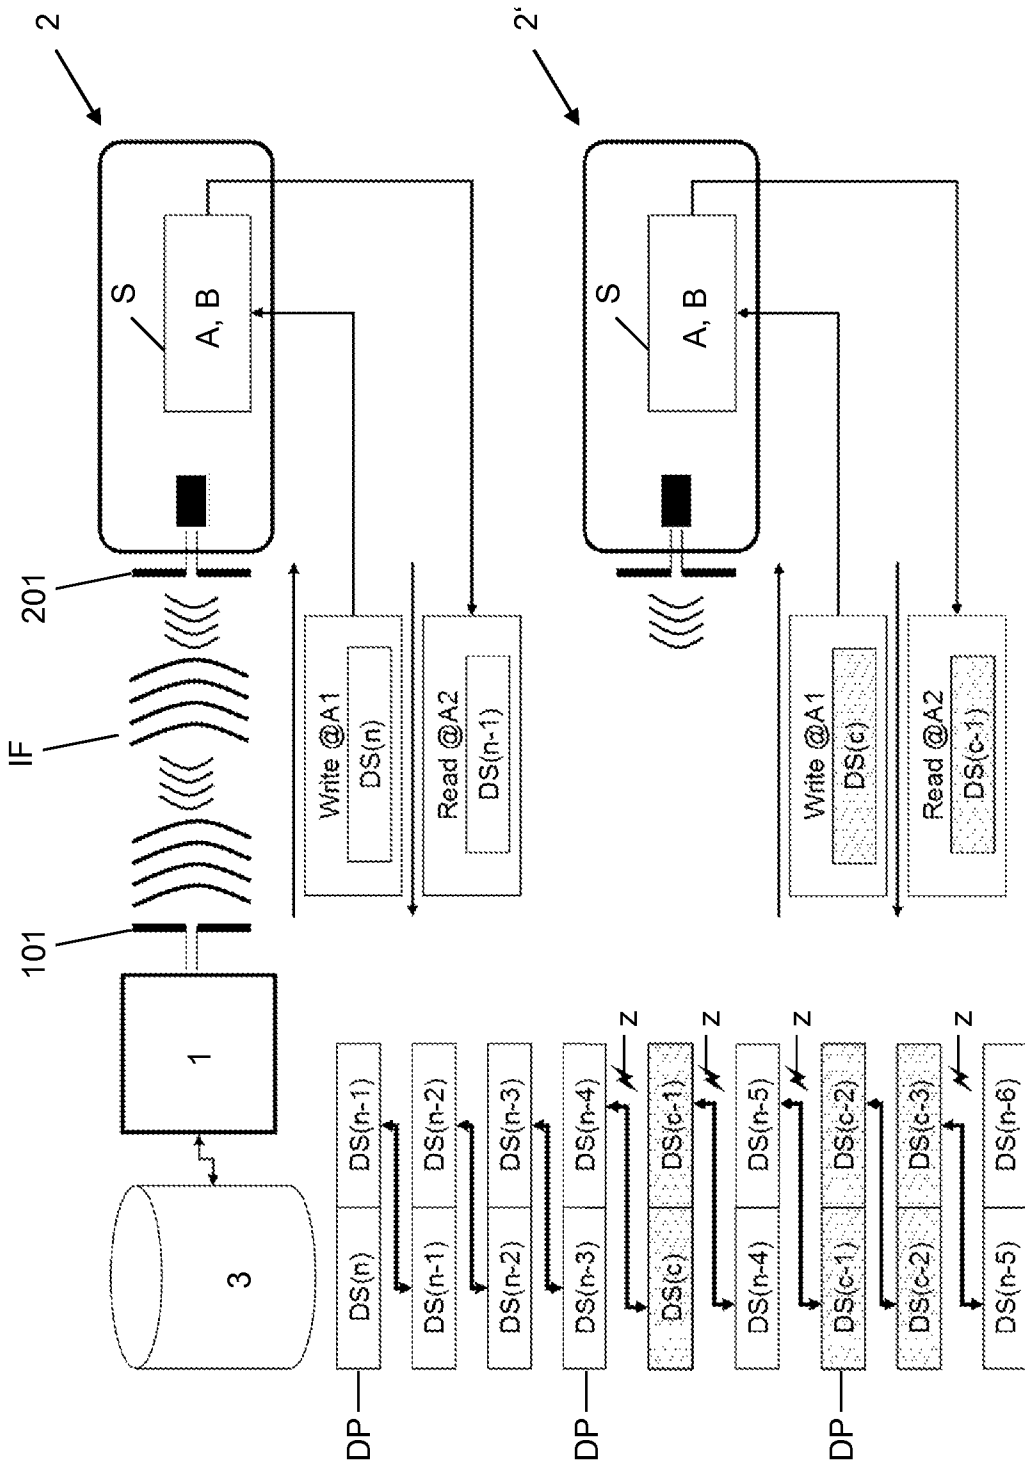 2
S
A, B
201
IF
101
1
3
Write @A1
DS(n)
Read @A2
DS(n-1)
2‘
S
A, B
Write @A1
DS(c)
Read @A2
DS(c-1)
DP
DS(n) DS(n-1)
DS(n-1) DS(n-2)
DS(n-2) DS(n-3)
DP
DS(n-3) DS(n-4)
z
DS(c) DS(c-1)
z
DS(n-4) DS(n-5)
z
DP
DS(c-1) DS(c-2)
DS(c-2) DS(c-3)
z
DS(n-5) DS(n-6)